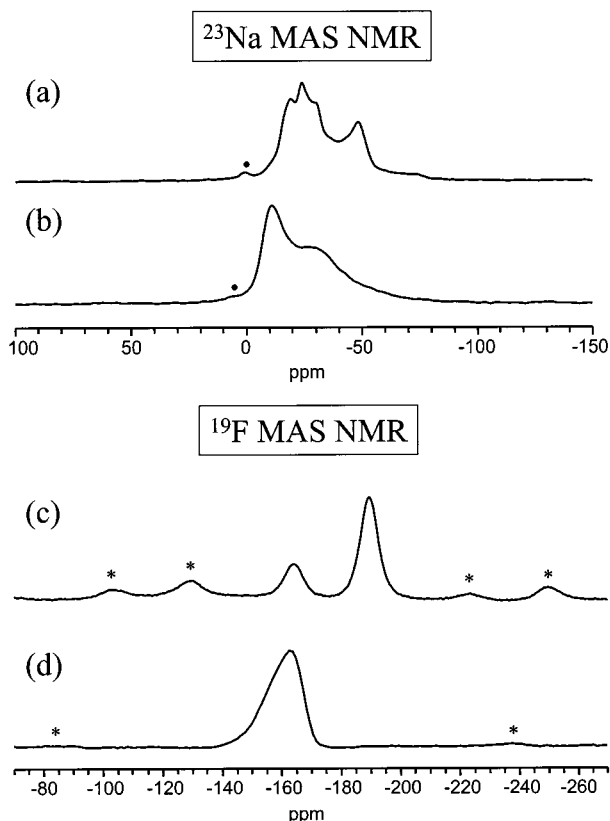 ²³Na MAS NMR
(a)
(b)
100 50 0 -50 -100 -150
ppm
¹⁹F MAS NMR
(c)
* * * *
(d)
* *
-80 -100 -120 -140 -160 -180 -200 -220 -240 -260
ppm